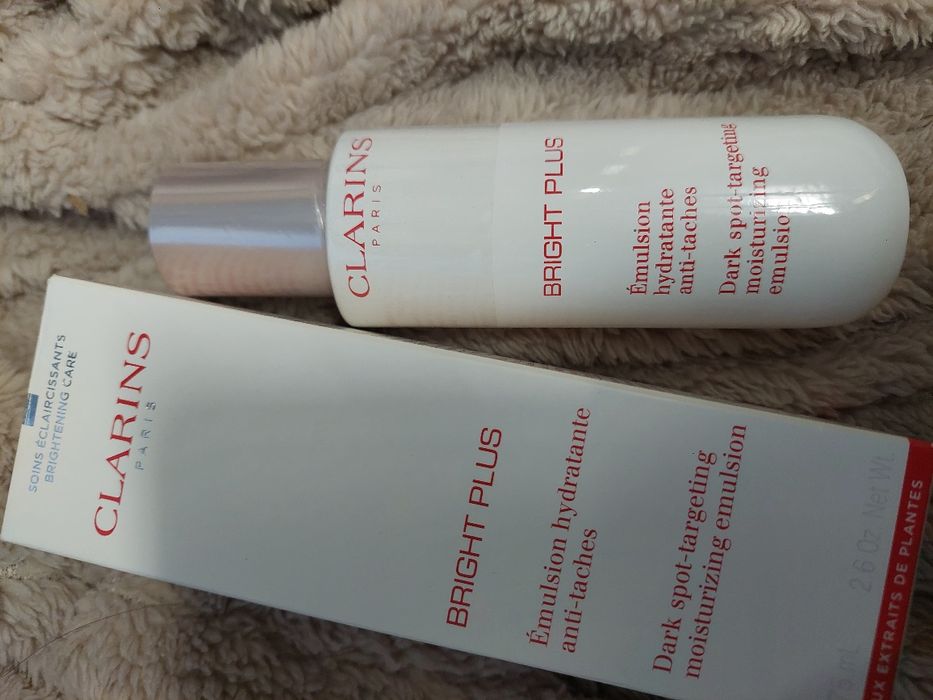 CLARINS
PARIS
BRIGHT PLUS
Émulsion
hydratante
anti-taches
Dark spot-targeting
moisturizing
emulsion
SOINS ÉCLAIRCISSANTS
BRIGHTENING CARE
CLARINS
PARIS
BRIGHT PLUS
Émulsion hydratante
anti-taches
Dark spot-targeting
moisturizing emulsion
mL 2.6 Oz Net Wt.
EXTRAITS DE PLANTES